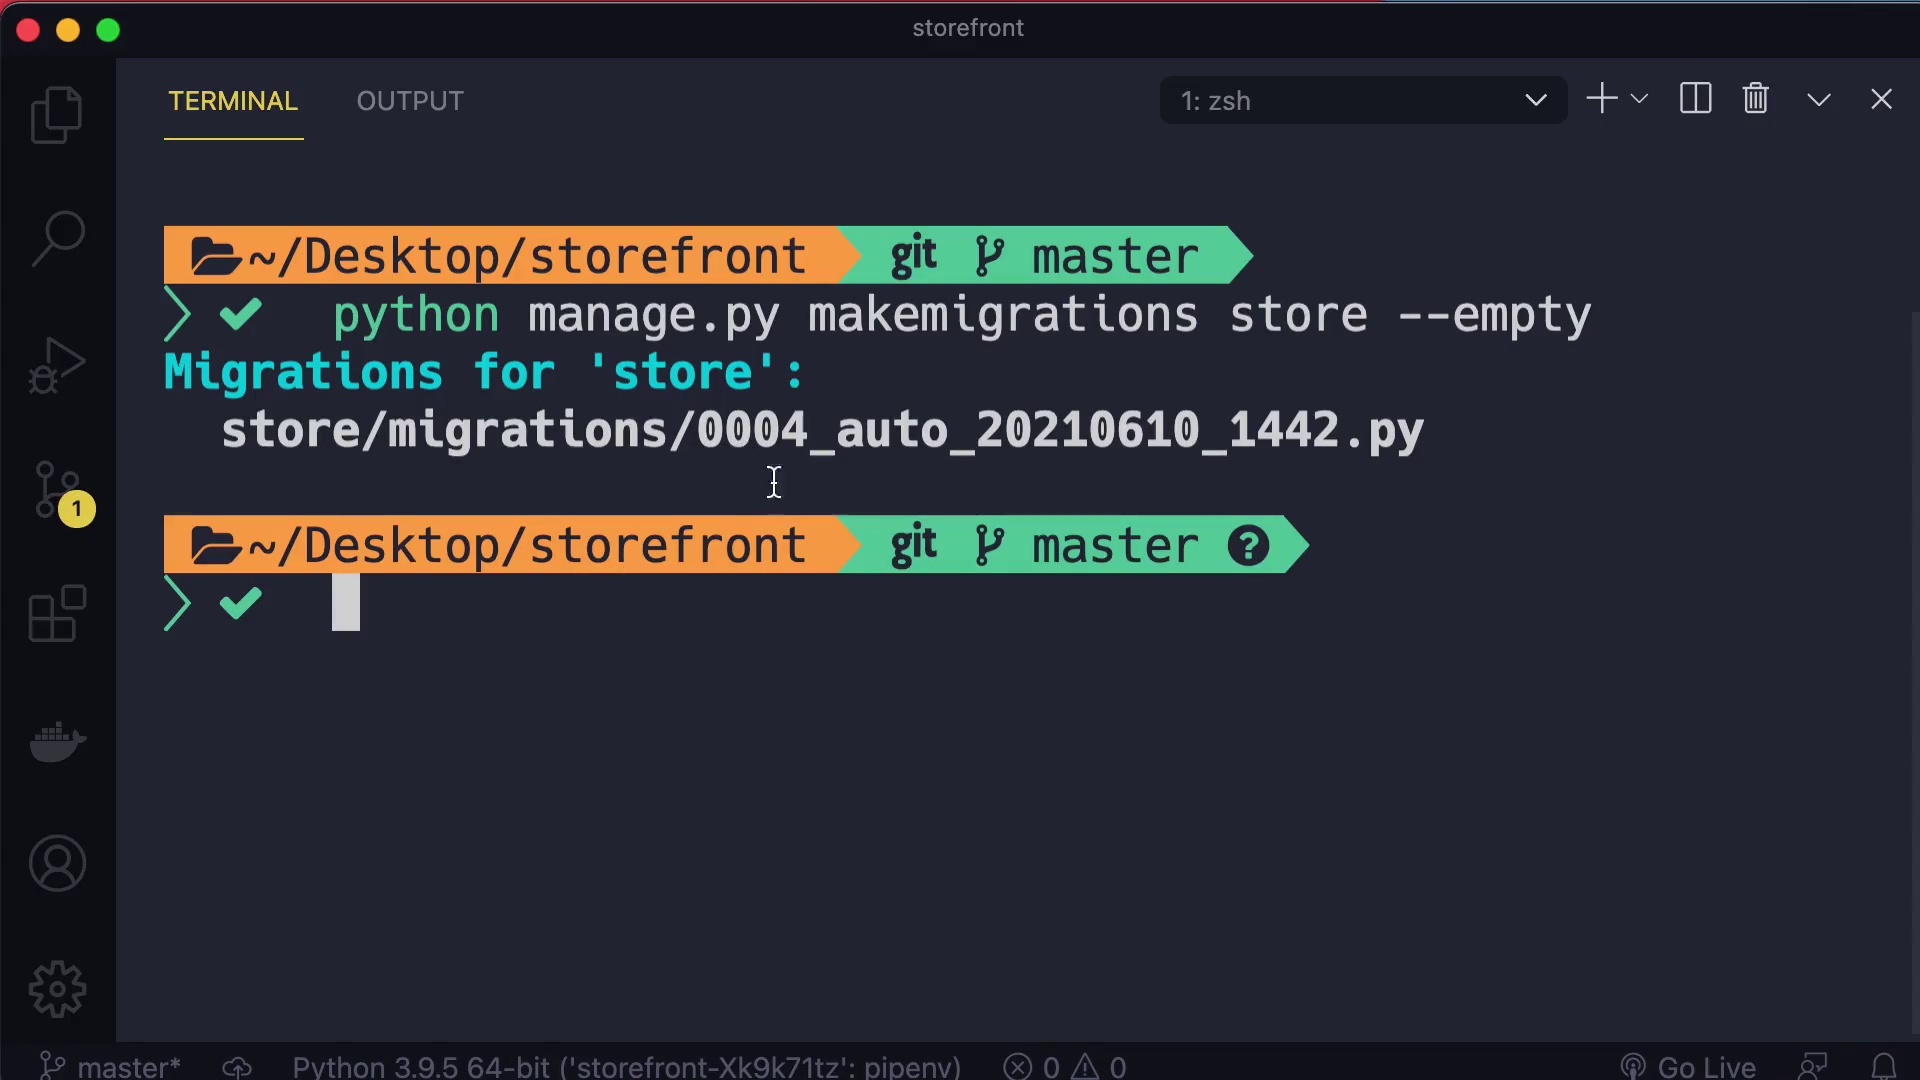 storefront
TERMINAL OUTPUT 1: zsh
~/Desktop/storefront git master
python manage.py makemigrations store --empty
Migrations for 'store':
store/migrations/0004_auto_20210610_1442.py
~/Desktop/storefront git master ?
1
master* Python 3.9.5 64-bit ('storefront-Xk9k71tz': pipenv) 0 0 Go Live